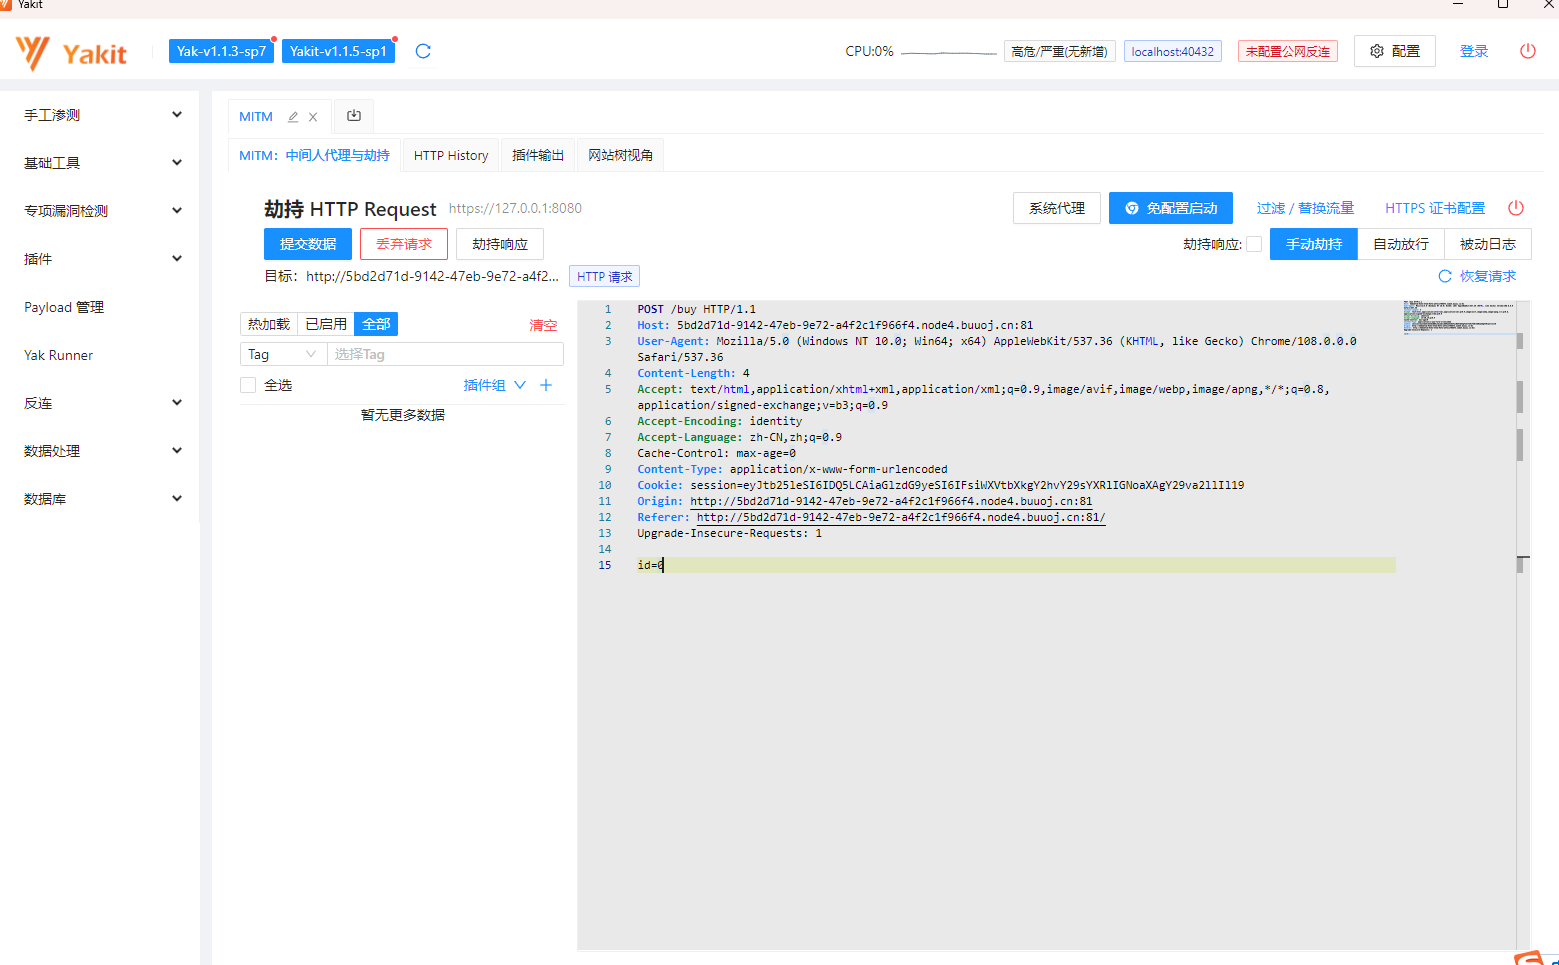 Yakit
Yakit
Yak-v1.1.3-sp7
Yakit-v1.1.5-sp1
CPU:0%
高危/严重(无新增)
localhost:40432
未配置公网反连
配置
登录
手工渗测
基础工具
专项漏洞检测
插件
Payload 管理
Yak Runner
反连
数据处理
数据库
MITM
MITM：中间人代理与劫持
HTTP History
插件输出
网站树视角
劫持 HTTP Request
https://127.0.0.1:8080
系统代理
免配置启动
过滤 / 替换流量
HTTPS 证书配置
提交数据
丢弃请求
劫持响应
劫持响应:
手动劫持
自动放行
被动日志
目标：http://5bd2d71d-9142-47eb-9e72-a4f2...
HTTP 请求
恢复请求
热加载
已启用
全部
清空
Tag
选择Tag
全选
插件组
暂无更多数据
1 POST /buy HTTP/1.1
2 Host: 5bd2d71d-9142-47eb-9e72-a4f2c1f966f4.node4.buuoj.cn:81
3 User-Agent: Mozilla/5.0 (Windows NT 10.0; Win64; x64) AppleWebKit/537.36 (KHTML, like Gecko) Chrome/108.0.0.0
Safari/537.36
4 Content-Length: 4
5 Accept: text/html,application/xhtml+xml,application/xml;q=0.9,image/avif,image/webp,image/apng,*/*;q=0.8,
application/signed-exchange;v=b3;q=0.9
6 Accept-Encoding: identity
7 Accept-Language: zh-CN,zh;q=0.9
8 Cache-Control: max-age=0
9 Content-Type: application/x-www-form-urlencoded
10 Cookie: session=eyJtb25leSI6IDQ5LCAiaGlzdG9yeSI6IFsiWXVtbXkgY2hvY29sYXRlIGNoaXAgY29va2llIl19
11 Origin: http://5bd2d71d-9142-47eb-9e72-a4f2c1f966f4.node4.buuoj.cn:81
12 Referer: http://5bd2d71d-9142-47eb-9e72-a4f2c1f966f4.node4.buuoj.cn:81/
13 Upgrade-Insecure-Requests: 1
14
15 id=0